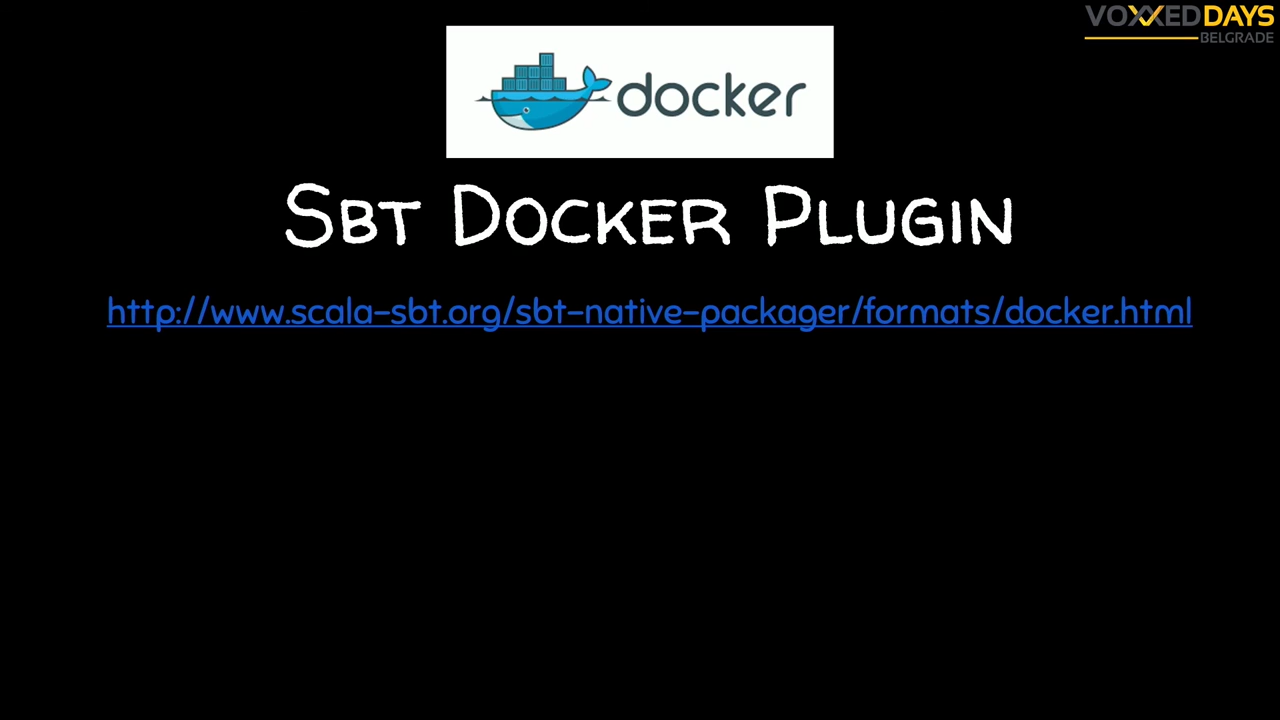 VOXXEDDAYS
BELGRADE
docker
SBT DOCKER PLUGIN
http://www.scala-sbt.org/sbt-native-packager/formats/docker.html